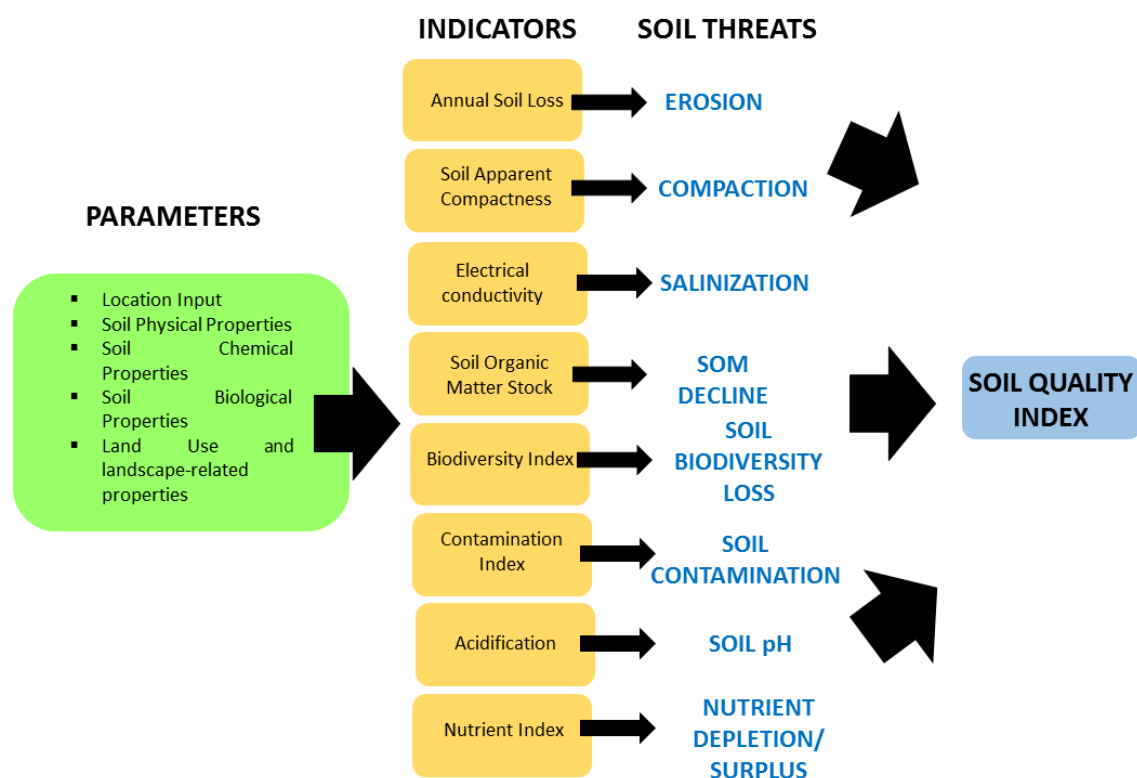 INDICATORS
SOIL THREATS
PARAMETERS
▪ Location Input
▪ Soil Physical Properties
▪ Soil Chemical
Properties
▪ Soil Biological
Properties
▪ Land Use and
landscape-related
properties
Annual Soil Loss
EROSION
Soil Apparent
Compactness
COMPACTION
Electrical
conductivity
SALINIZATION
Soil Organic
Matter Stock
SOM
DECLINE
Biodiversity Index
SOIL
BIODIVERSITY
LOSS
Contamination
Index
SOIL
CONTAMINATION
Acidification
SOIL pH
Nutrient Index
NUTRIENT
DEPLETION/
SURPLUS
SOIL QUALITY
INDEX